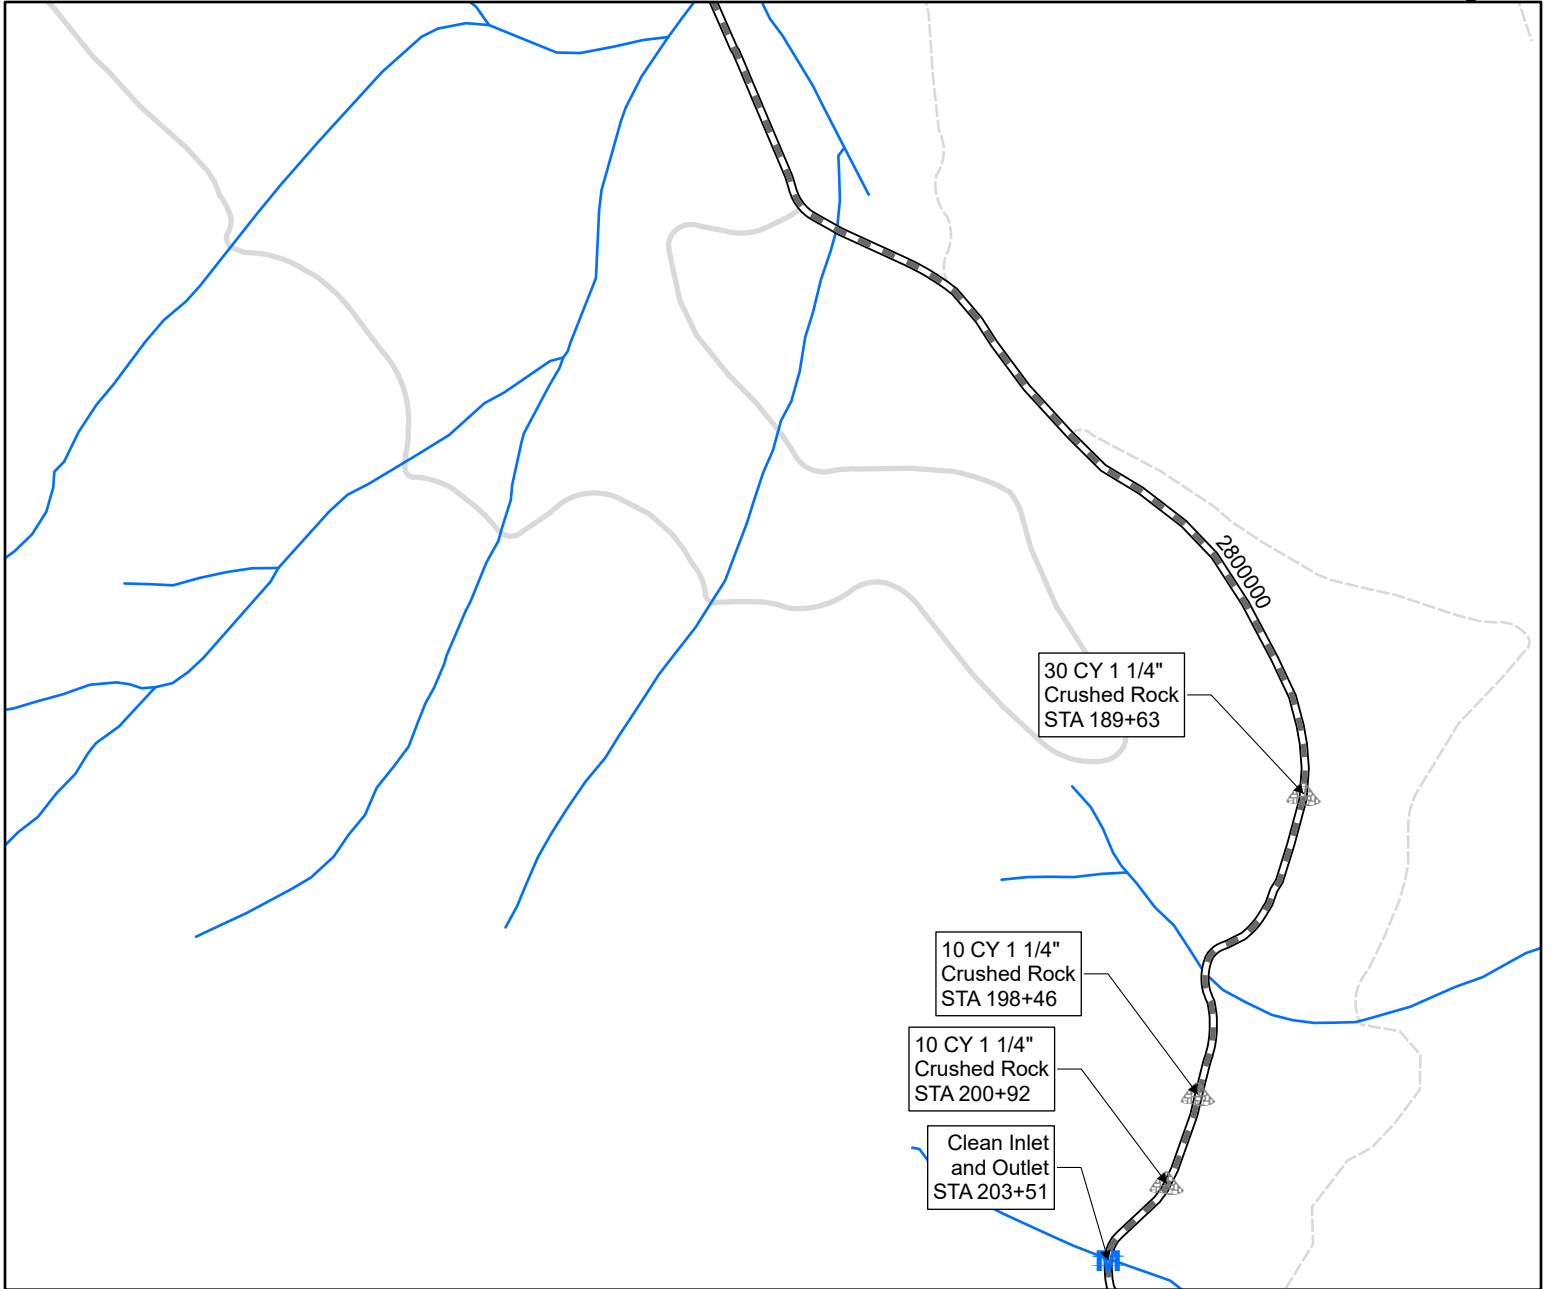 2800000
30 CY 1 1/4"
Crushed Rock
STA 189+63
10 CY 1 1/4"
Crushed Rock
STA 198+46
10 CY 1 1/4"
Crushed Rock
STA 200+92
Clean Inlet
and Outlet
STA 203+51
M